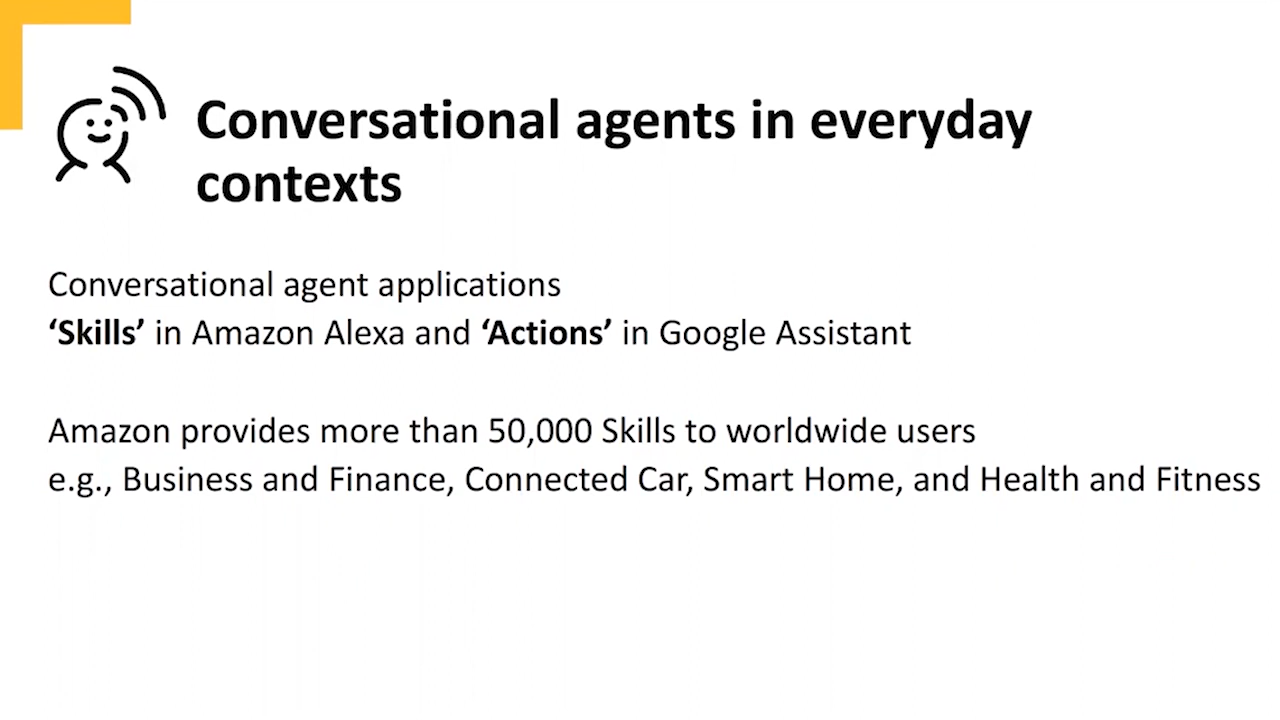 Conversational agents in everyday
contexts
Conversational agent applications
‘Skills’ in Amazon Alexa and ‘Actions’ in Google Assistant
Amazon provides more than 50,000 Skills to worldwide users
e.g., Business and Finance, Connected Car, Smart Home, and Health and Fitness